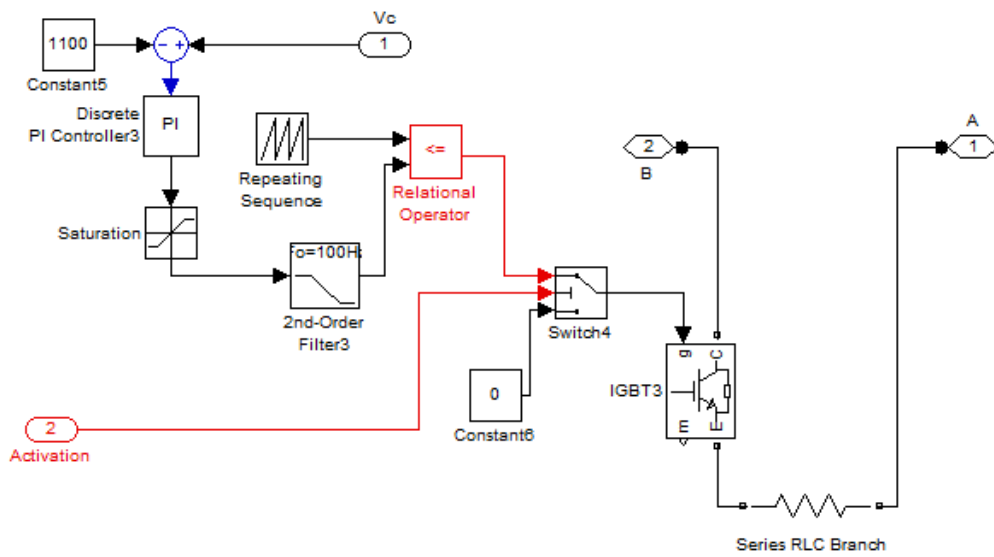 Vc
1
1100
- +
Constant5
Discrete
PI Controller3
PI
Repeating
Sequence
<=
Relational
Operator
Saturation
Fo=100Hz
2nd-Order
Filter3
Switch4
0
Constant6
2
Activation
2
B
A
1
g
C
IGBT3
m
E
Series RLC Branch